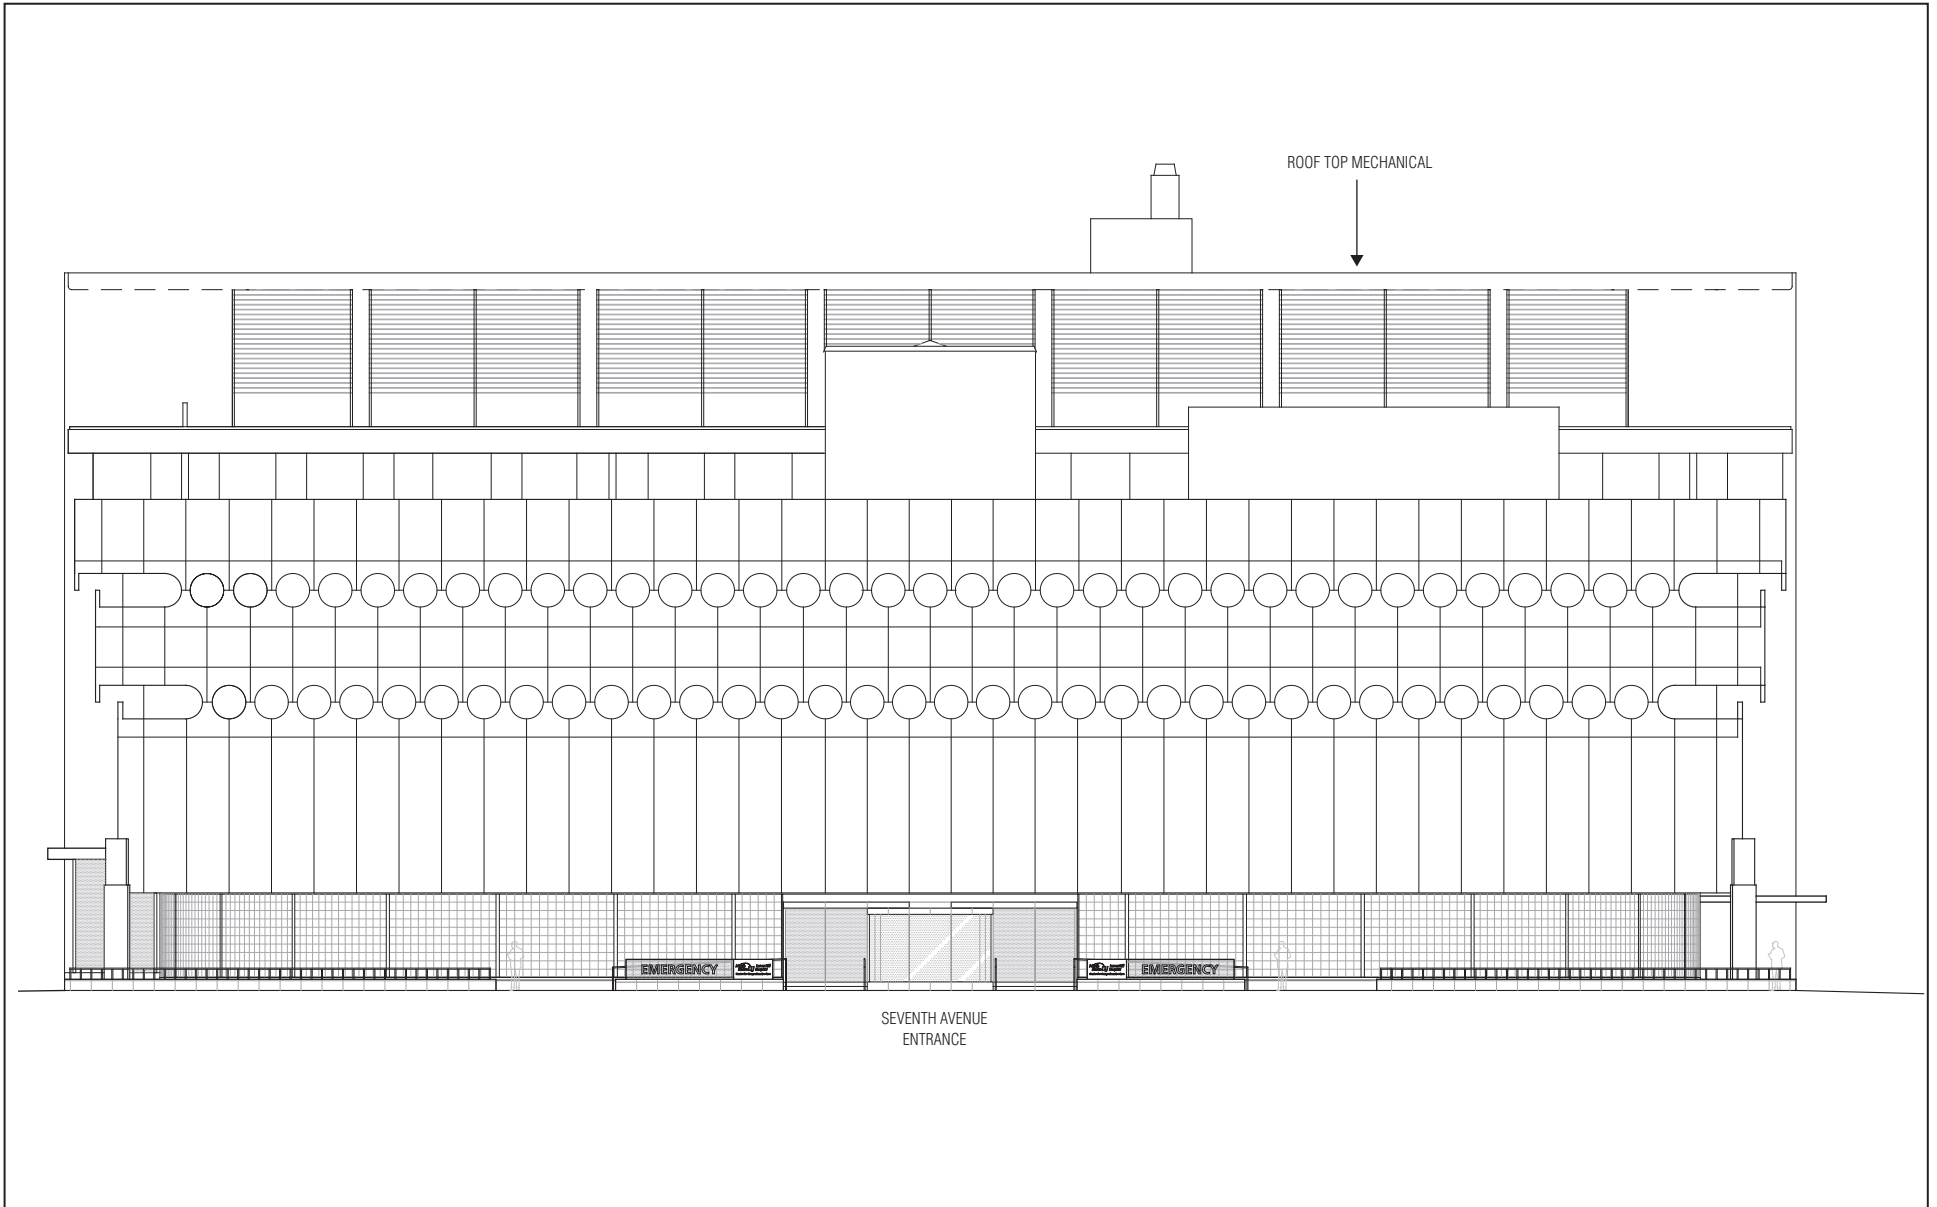 ROOF TOP MECHANICAL
EMERGENCY
EMERGENCY
SEVENTH AVENUE
ENTRANCE